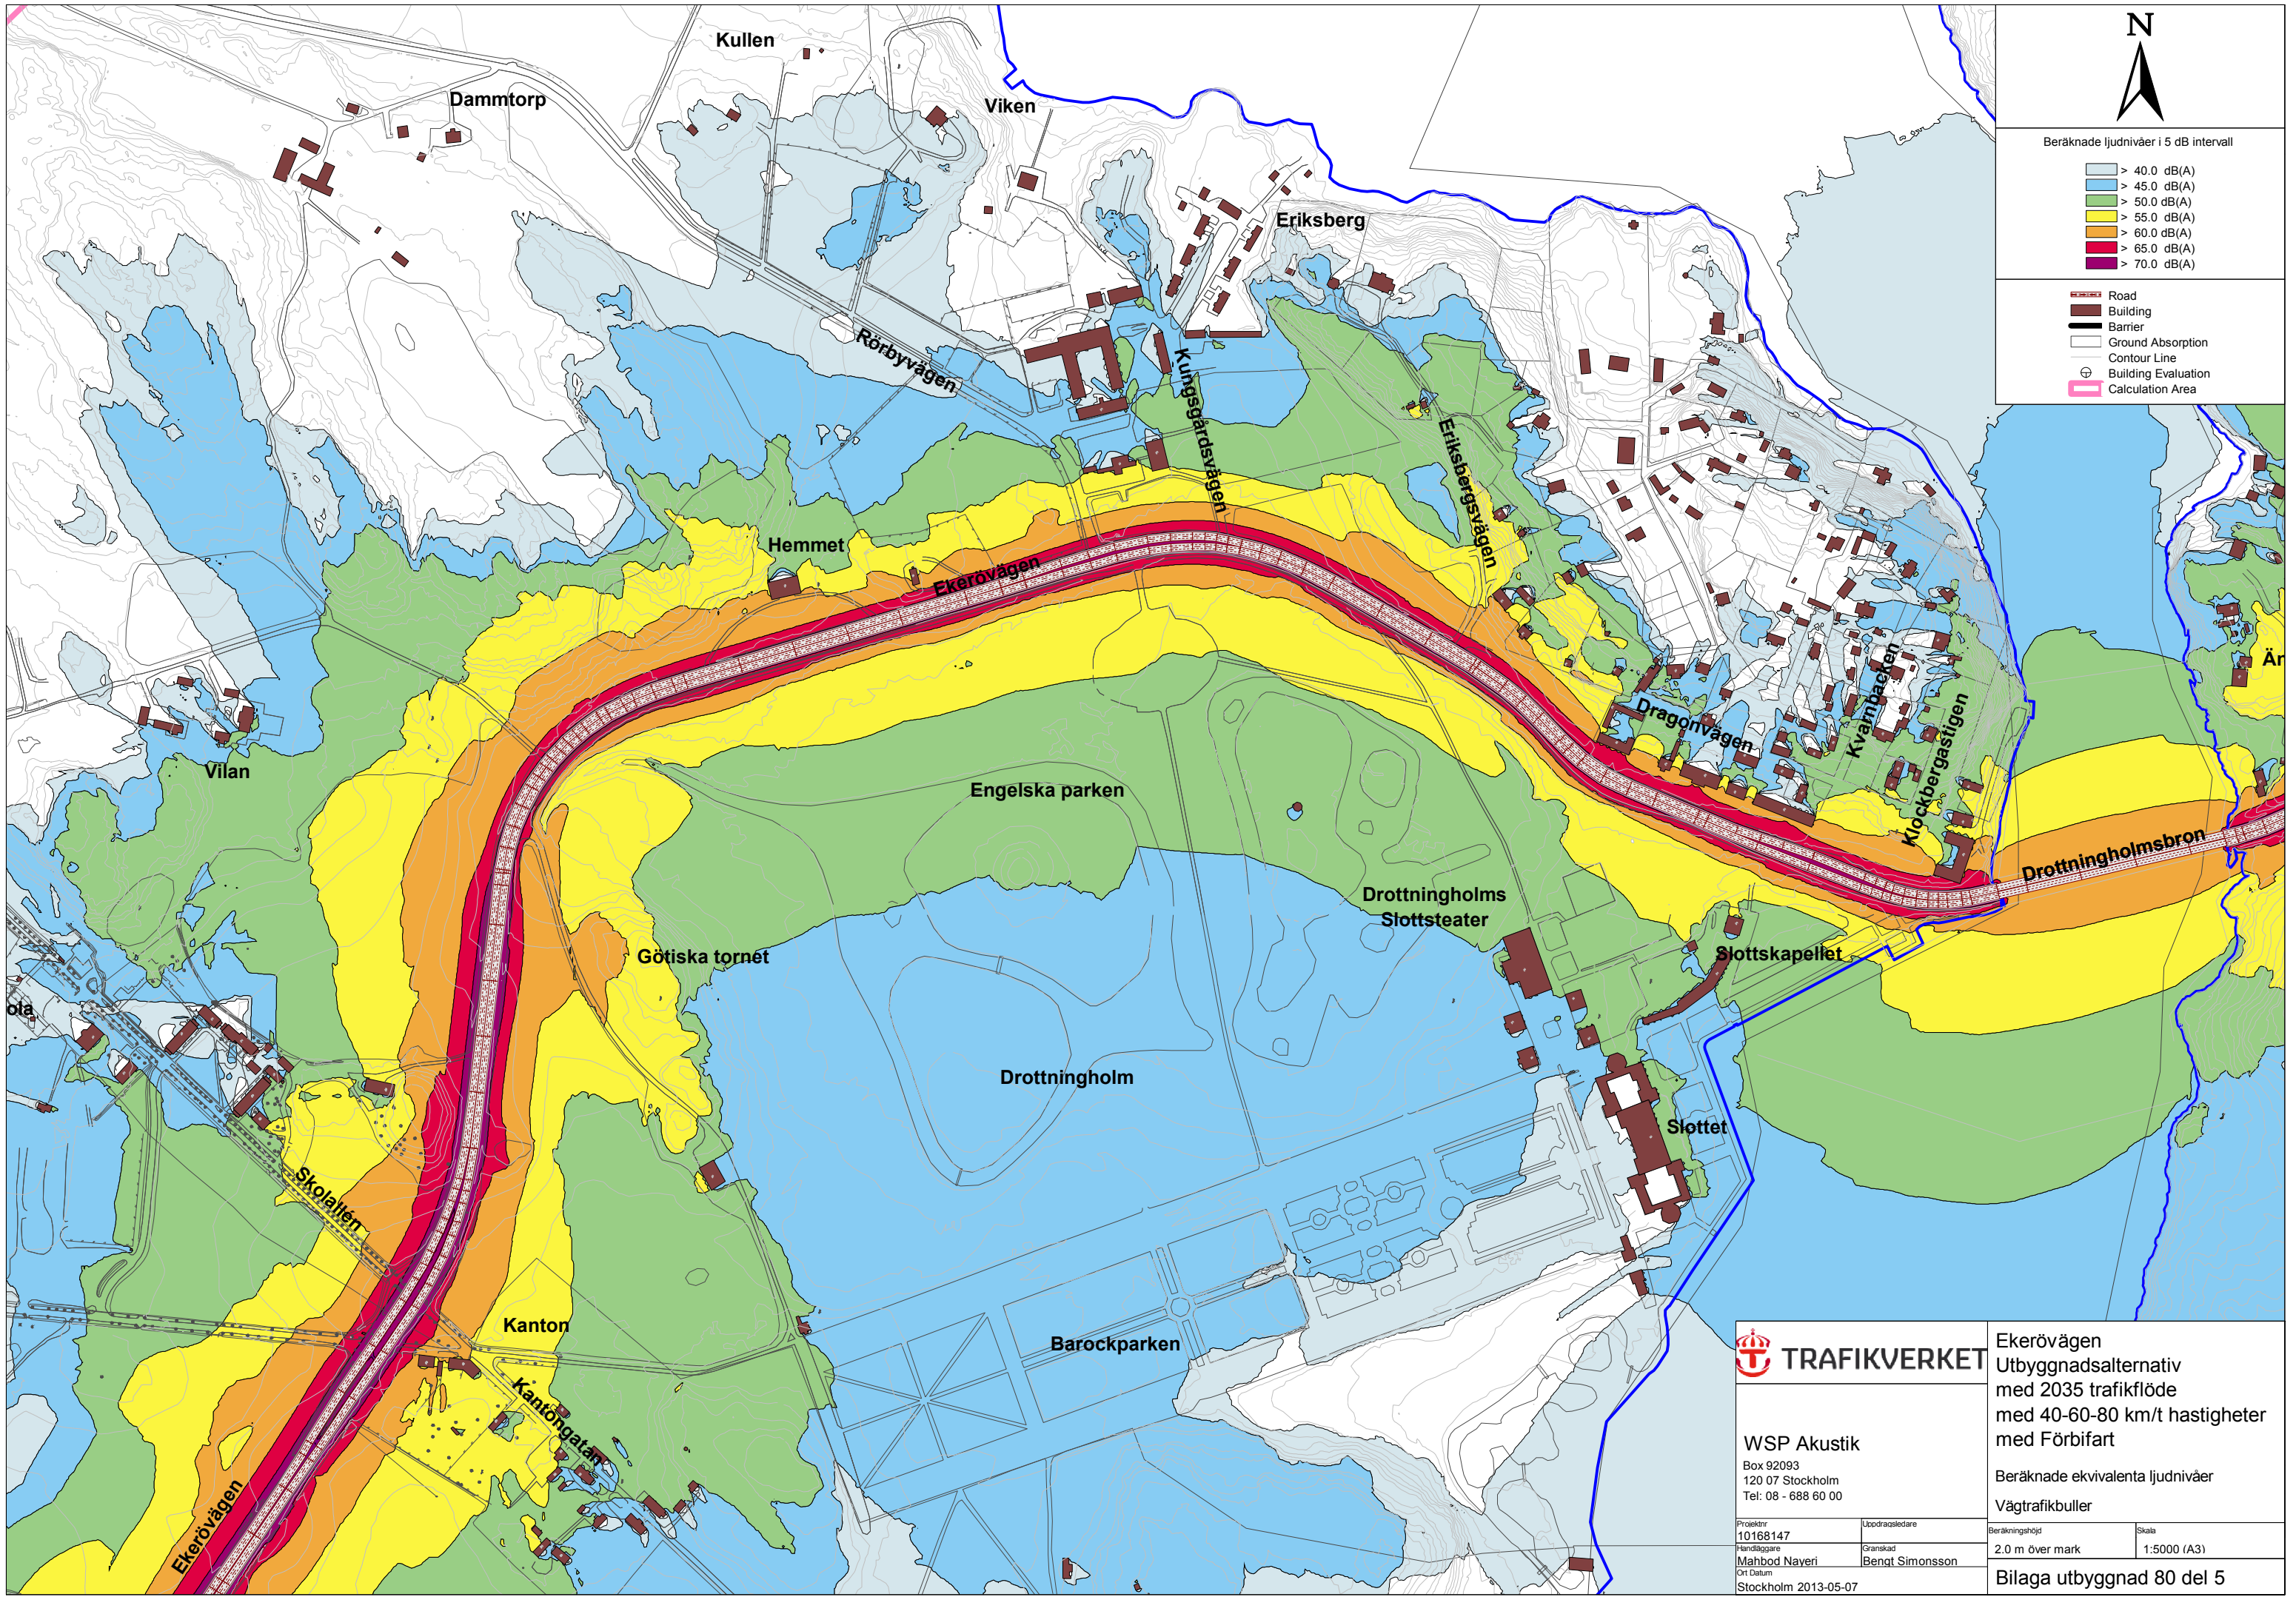 N
Beräknade ljudnivåer i 5 dB intervall
> 40.0 dB(A)
> 45.0 dB(A)
> 50.0 dB(A)
> 55.0 dB(A)
> 60.0 dB(A)
> 65.0 dB(A)
> 70.0 dB(A)
Road
Building
Barrier
Ground Absorption
Contour Line
Building Evaluation
Calculation Area
Kullen
Dammtorp
Viken
Eriksberg
Rörbyvägen
Kungsgårdsvägen
Eriksbergsvägen
Hemmet
Ekerövägen
Än
Kvarnbacken
Dragonvägen
Klockbergastigen
Vilan
Engelska parken
Drottningholmsbron
Drottningholms
Slottsteater
Slottskapellet
Götiska tornet
ola
Drottningholm
Slottet
Skolallén
Kanton
Barockparken
Kantongatan
Ekerövägen
TRAFIKVERKET
WSP Akustik
Box 92093
120 07 Stockholm
Tel: 08 - 688 60 00
Projektnr
10168147
Uppdragsledare
Handläggare
Mahbod Nayeri
Granskad
Bengt Simonsson
Ort Datum
Stockholm 2013-05-07
Ekerövägen
Utbyggnadsalternativ
med 2035 trafikflöde
med 40-60-80 km/t hastigheter
med Förbifart
Beräknade ekvivalenta ljudnivåer
Vägtrafikbuller
Beräkningshöjd
2.0 m över mark
Skala
1:5000 (A3)
Bilaga utbyggnad 80 del 5